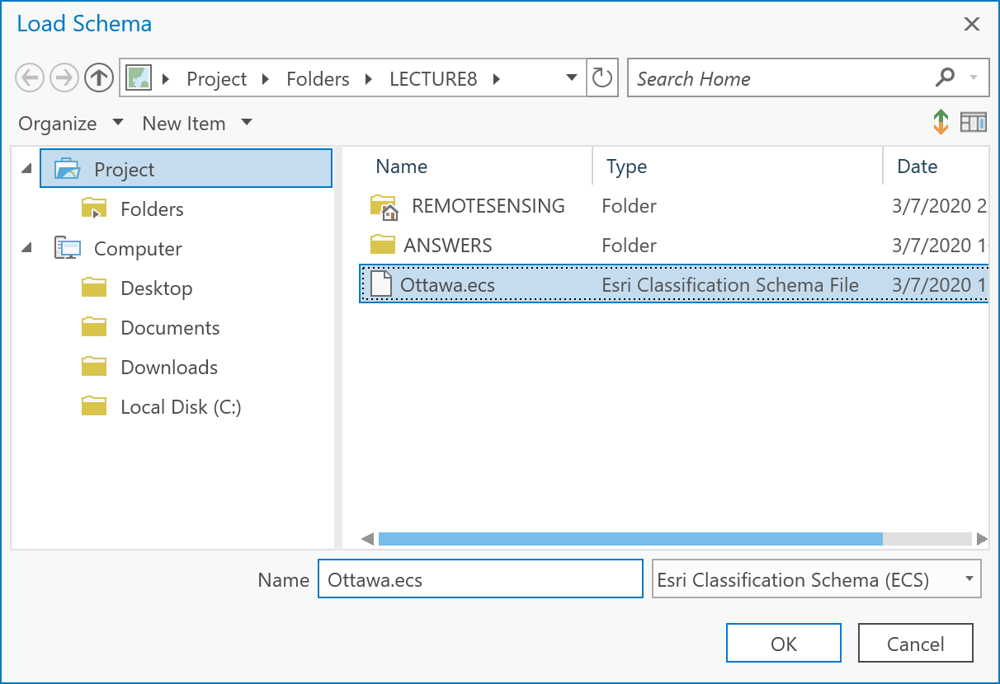 Load Schema
Project Folders LECTURE8
Search Home
Organize New Item
Project
Folders
Computer
Desktop
Documents
Downloads
Local Disk (C:)
Name Type Date
REMOTESENSING Folder 3/7/2020 2
ANSWERS Folder 3/7/2020 1
Ottawa.ecs Esri Classification Schema File 3/7/2020 1
Name Ottawa.ecs Esri Classification Schema (ECS)
OK Cancel